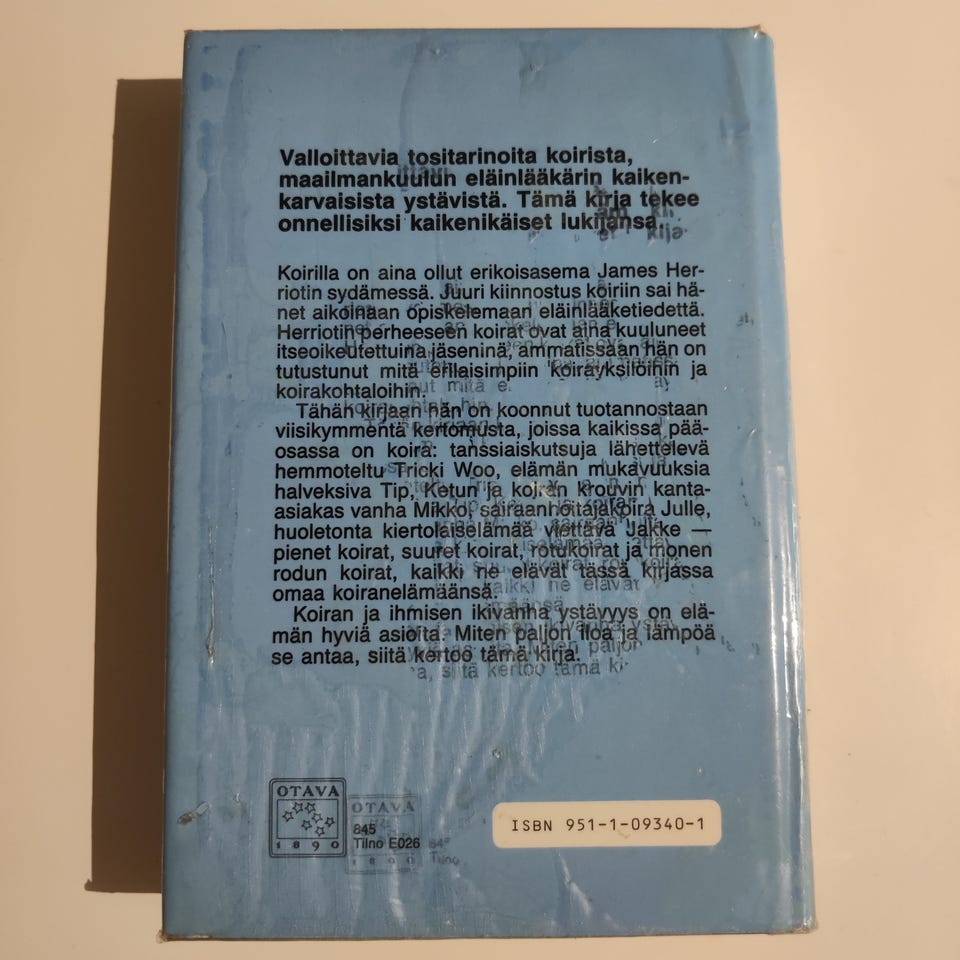 Valloittavia tositarinoita koirista,
maailmankuulun eläinlääkärin kaiken-
karvaisista ystävistä. Tämä kirja tekee
onnellisiksi kaikenikäiset lukijansa.
Koirilla on aina ollut erikoisasema James Her-
riotin sydämessä. Juuri kiinnostus koiriin sai hä-
net aikoinaan opiskelemaan eläinlääketiedettä.
Herriotin perheeseen koirat ovat aina kuuluneet
itseoikeutettuina jäseninä, ammatissaan hän on
tutustunut mitä erilaisimpiin koirayksilöihin ja
koirakohtaloihin.
Tähän kirjaan hän on koonnut tuotannostaan
viisikymmentä kertomusta, joissa kaikissa pää-
osassa on koira: tanssiaiskutsuja lähettelevä
hemmoteltu Tricki Woo, elämän mukavuuksia
halveksiva Tip, Ketun ja koiran krouvin kanta-
asiakas vanha Mikko, sairaanhoitajakoira Julle,
huoletonta kiertolaiselämää viettävä Jakke —
pienet koirat, suuret koirat, rotukoirat ja monen
rodun koirat, kaikki ne elävät tässä kirjassa
omaa koiranelämäänsä.
Koiran ja ihmisen ikivanha ystävyys on elä-
män hyviä asioita. Miten paljon iloa ja lämpöä
se antaa, siitä kertoo tämä kirja.
OTAVA
1890
845
Tilno E026
ISBN 951-1-09340-1